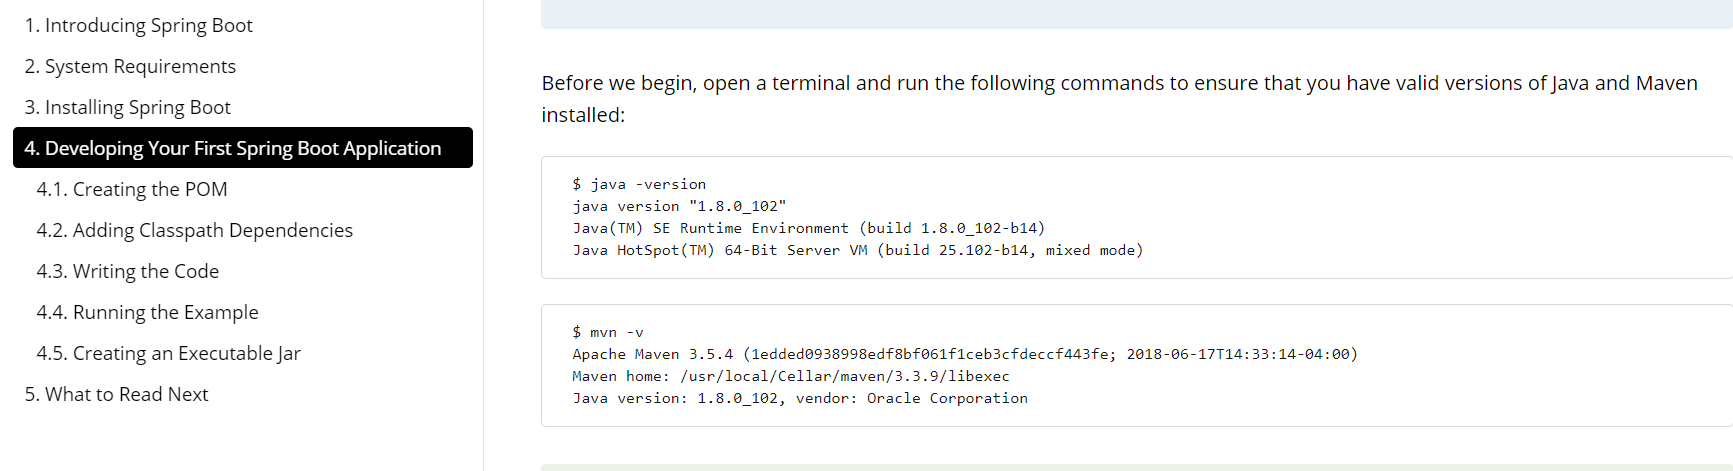 1. Introducing Spring Boot
2. System Requirements
3. Installing Spring Boot
4. Developing Your First Spring Boot Application
4.1. Creating the POM
4.2. Adding Classpath Dependencies
4.3. Writing the Code
4.4. Running the Example
4.5. Creating an Executable Jar
5. What to Read Next
Before we begin, open a terminal and run the following commands to ensure that you have valid versions of Java and Maven
installed:
$ java -version
java version "1.8.0_102"
Java(TM) SE Runtime Environment (build 1.8.0_102-b14)
Java HotSpot(TM) 64-Bit Server VM (build 25.102-b14, mixed mode)
$ mvn -v
Apache Maven 3.5.4 (1edded0938998edf8bf061f1ceb3cfdeccf443fe; 2018-06-17T14:33:14-04:00)
Maven home: /usr/local/Cellar/maven/3.3.9/libexec
Java version: 1.8.0_102, vendor: Oracle Corporation